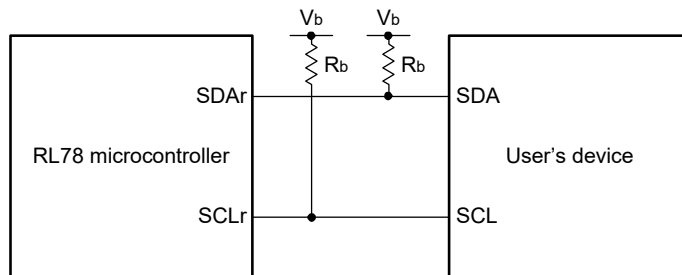 Vb Vb
Rb Rb
SDAr SDA
RL78 microcontroller User’s device
SCLr SCL